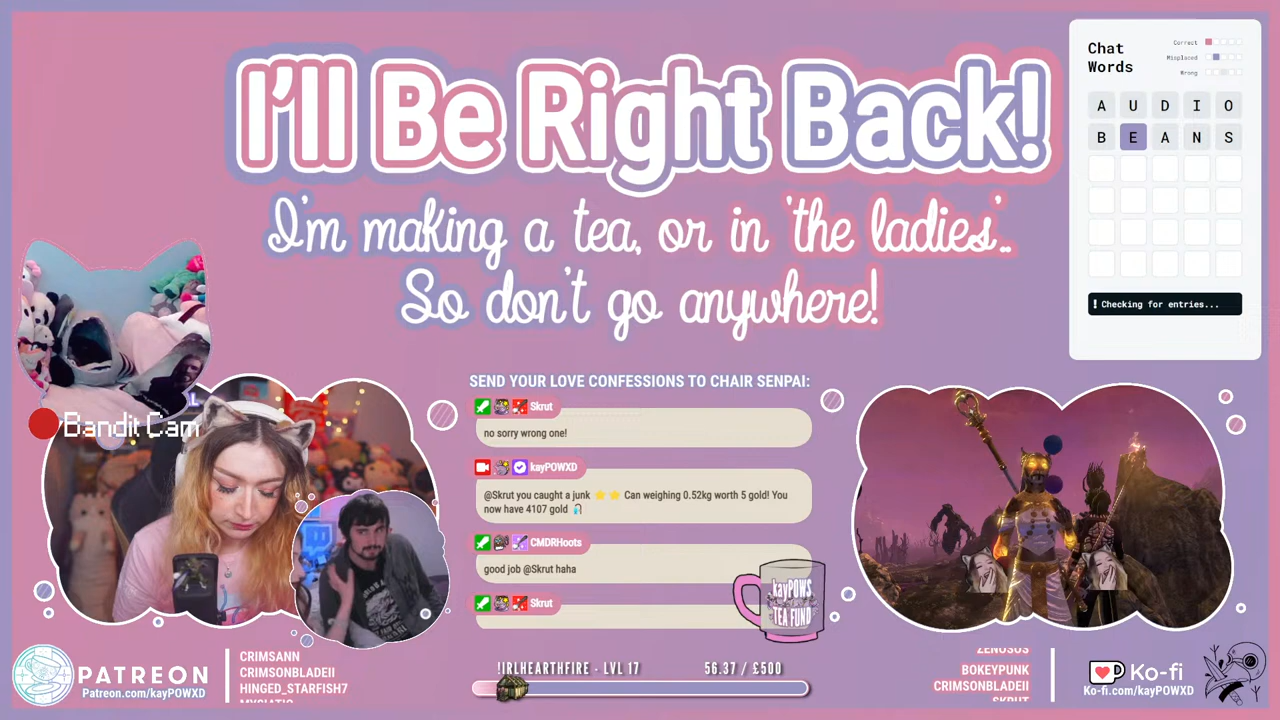 I'll Be Right Back!
I'm making a tea, or in 'the ladies'..
So don't go anywhere!
Chat
Words
Correct
Misplaced
Wrong
A U D I O
B E A N S
! Checking for entries...
Bandit Cam
SEND YOUR LOVE CONFESSIONS TO CHAIR SENPAI:
Skrut
no sorry wrong one!
kayPOWXD
@Skrut you caught a junk ⭐⭐ Can weighing 0.52kg worth 5 gold! You
now have 4107 gold
CMDRHoots
good job @Skrut haha
Skrut
kayPOWS
TEA FUND
PATREON
Patreon.com/kayPOWXD
CRIMSANN
CRIMSONBLADEII
HINGED_STARFISH7
!IRLHEARTHFIRE - LVL 17
56.37 / £500
ZENOSUS
BOKEYPUNK
CRIMSONBLADEII
SKRUT
Ko-fi
Ko-fi.com/kayPOWXD